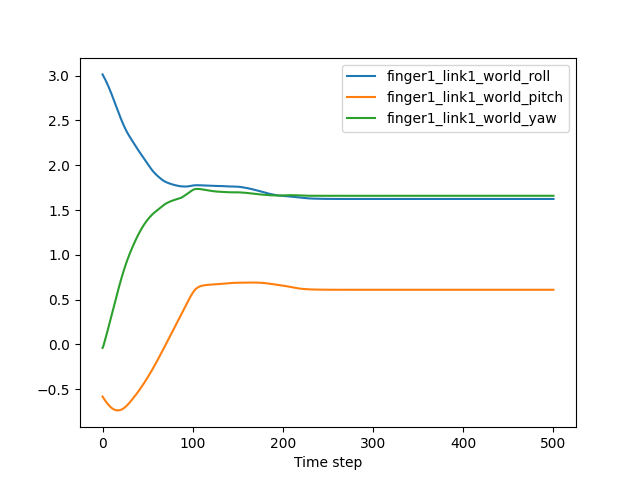 finger1_link1_world_roll
finger1_link1_world_pitch
finger1_link1_world_yaw
3.0
2.5
2.0
1.5
1.0
0.5
0.0
−0.5
0 100 200 300 400 500
Time step